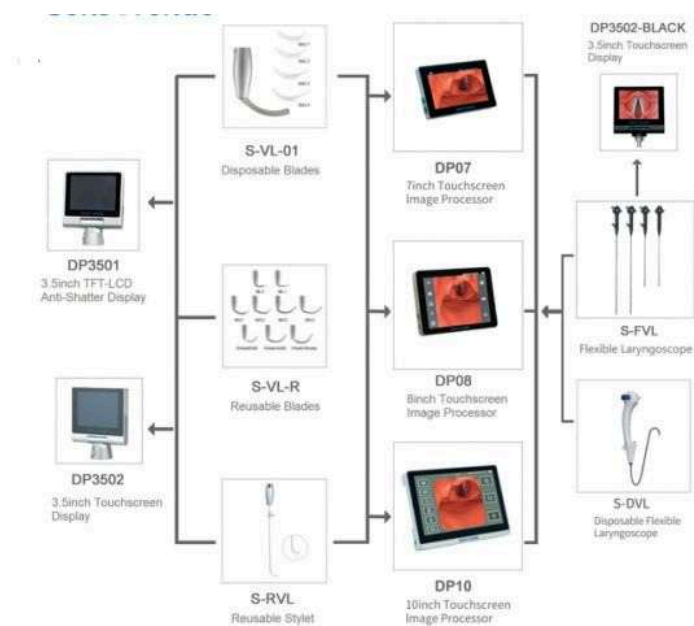 DP3502-BLACK
3.5inch Touchscreen
Display
S-VL-01
Disposable Blades
DP07
7inch Touchscreen
Image Processor
DP3501
3.5inch TFT-LCD
Anti-Shatter Display
S-FVL
Flexible Laryngoscope
S-VL-R
Reusable Blades
DP08
8inch Touchscreen
Image Processor
DP3502
3.5inch Touchscreen
Display
S-DVL
Disposable Flexible
Laryngoscope
S-RVL
Reusable Stylet
DP10
10inch Touchscreen
Image Processor